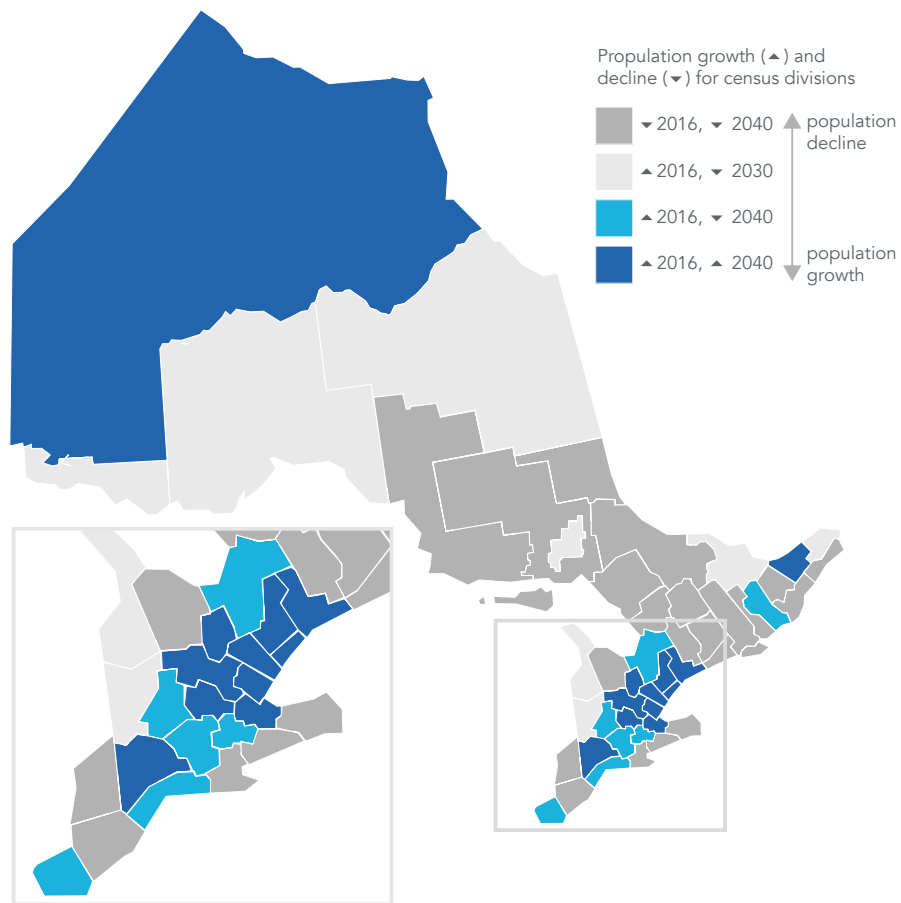 Propulation growth (▲) and
decline (▼) for census divisions
▼ 2016, ▼ 2040
▲ 2016, ▼ 2030
▲ 2016, ▼ 2040
▲ 2016, ▲ 2040
population
decline
population
growth